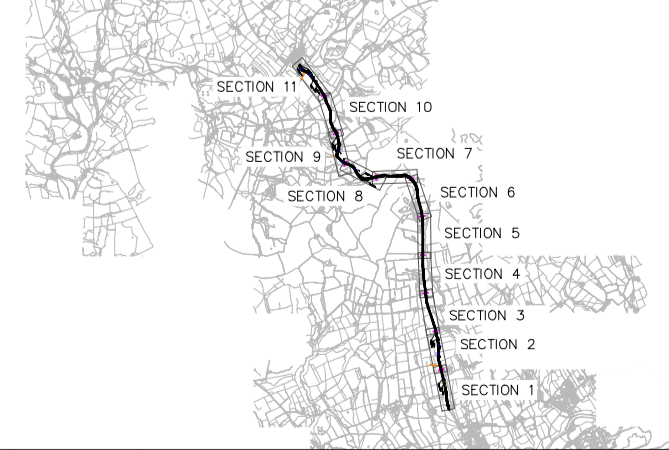 SECTION 11
SECTION 10
SECTION 9
SECTION 7
SECTION 8
SECTION 6
SECTION 5
SECTION 4
SECTION 3
SECTION 2
SECTION 1